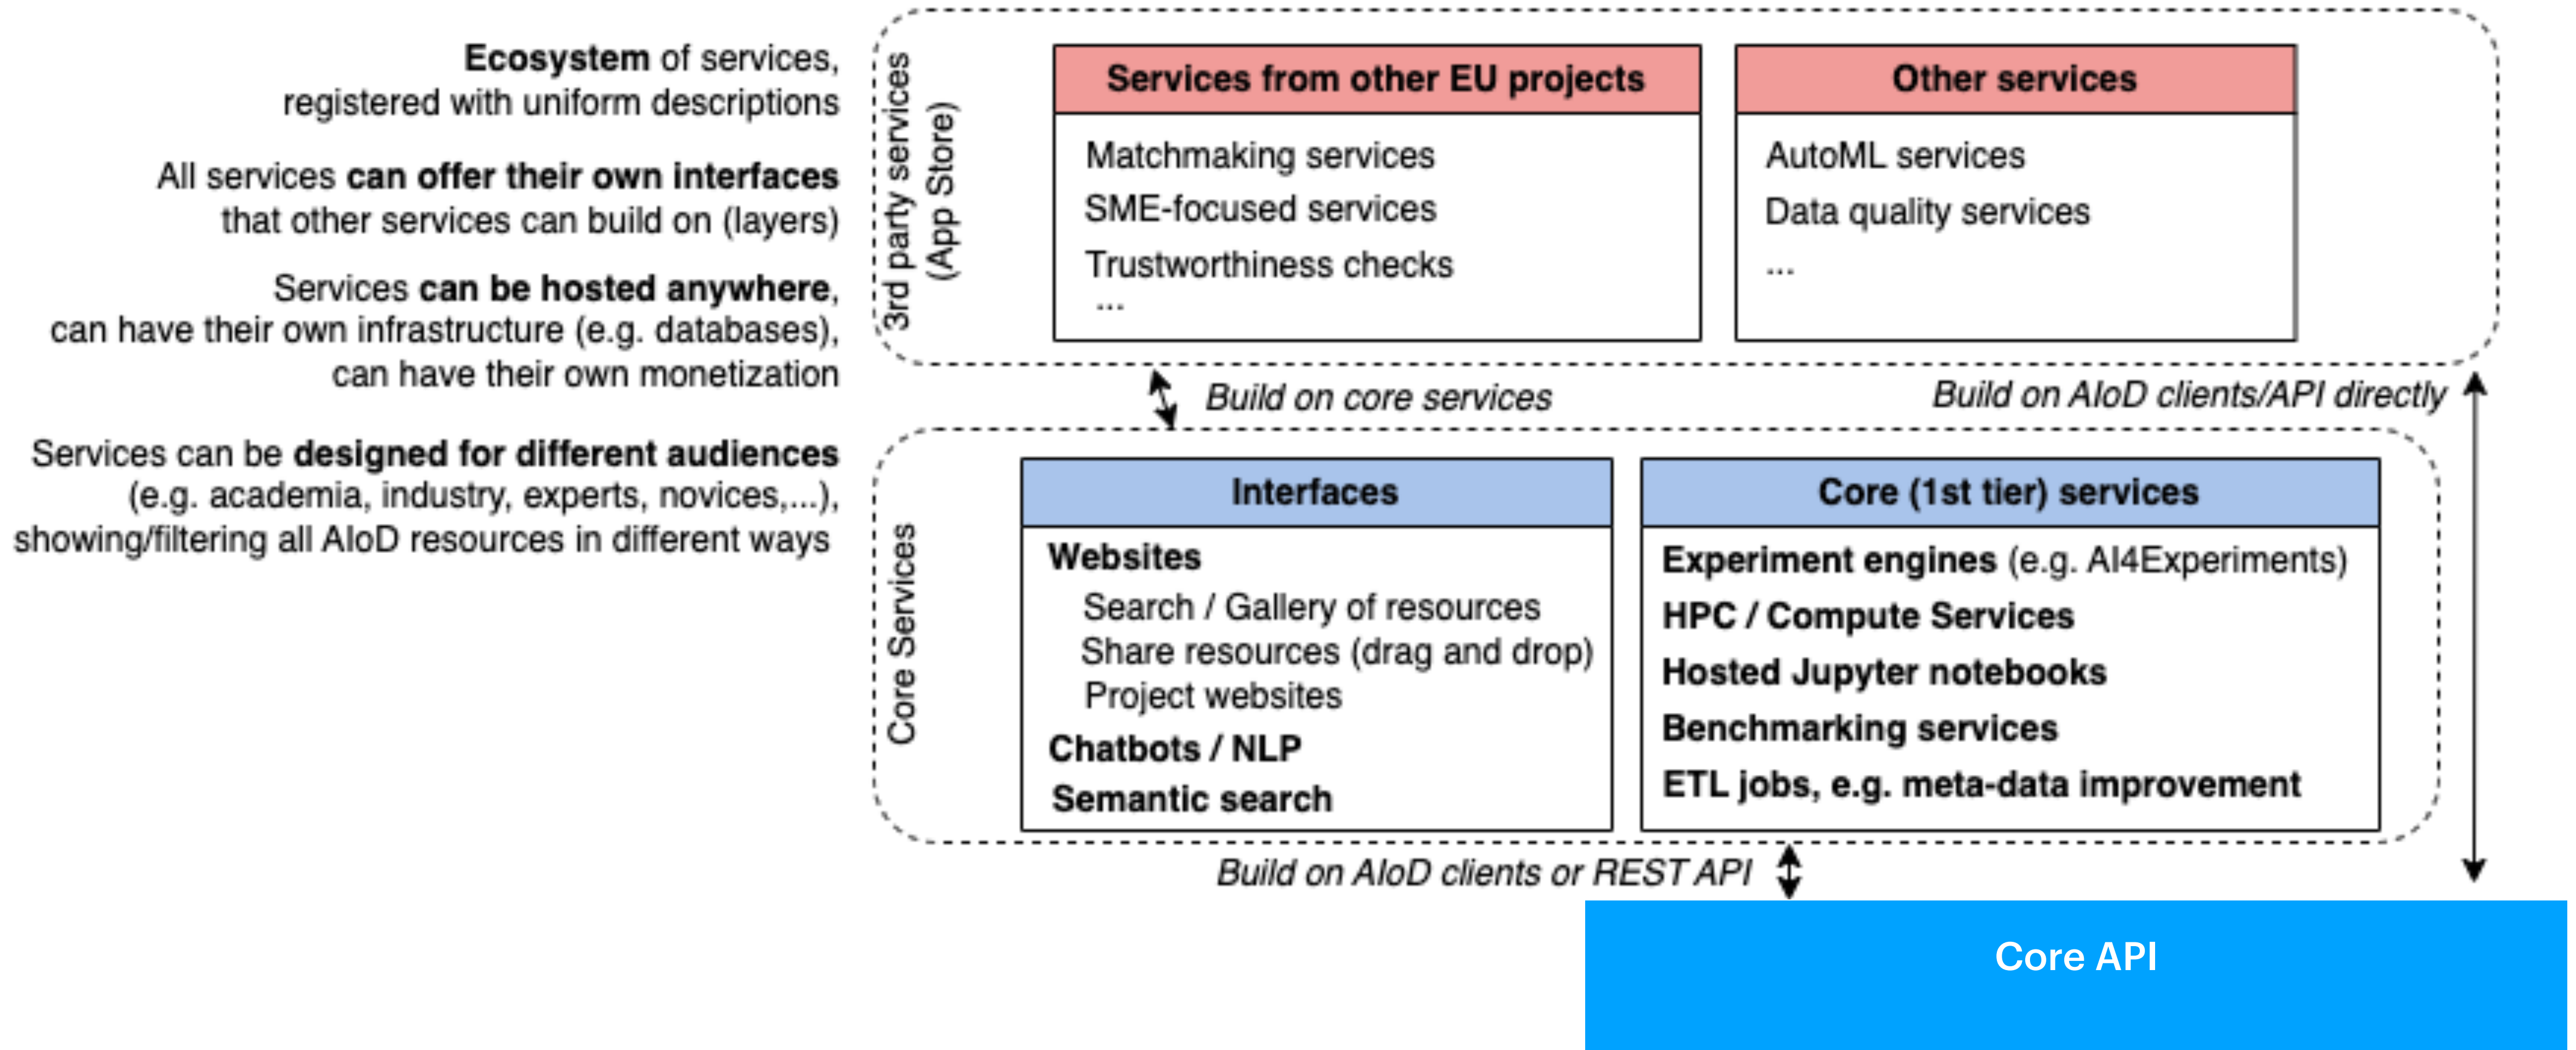 Ecosystem of services,
registered with uniform descriptions
All services can offer their own interfaces
that other services can build on (layers)
Services can be hosted anywhere,
can have their own infrastructure (e.g. databases),
can have their own monetization
Services can be designed for different audiences
(e.g. academia, industry, experts, novices,...),
showing/filtering all AIoD resources in different ways
3rd party services
(App Store)
Services from other EU projects
Matchmaking services
SME-focused services
Trustworthiness checks
...
Other services
AutoML services
Data quality services
...
Build on core services
Build on AIoD clients/API directly
Core Services
Interfaces
Websites
Search / Gallery of resources
Share resources (drag and drop)
Project websites
Chatbots / NLP
Semantic search
Core (1st tier) services
Experiment engines (e.g. AI4Experiments)
HPC / Compute Services
Hosted Jupyter notebooks
Benchmarking services
ETL jobs, e.g. meta-data improvement
Build on AIoD clients or REST API
Core API